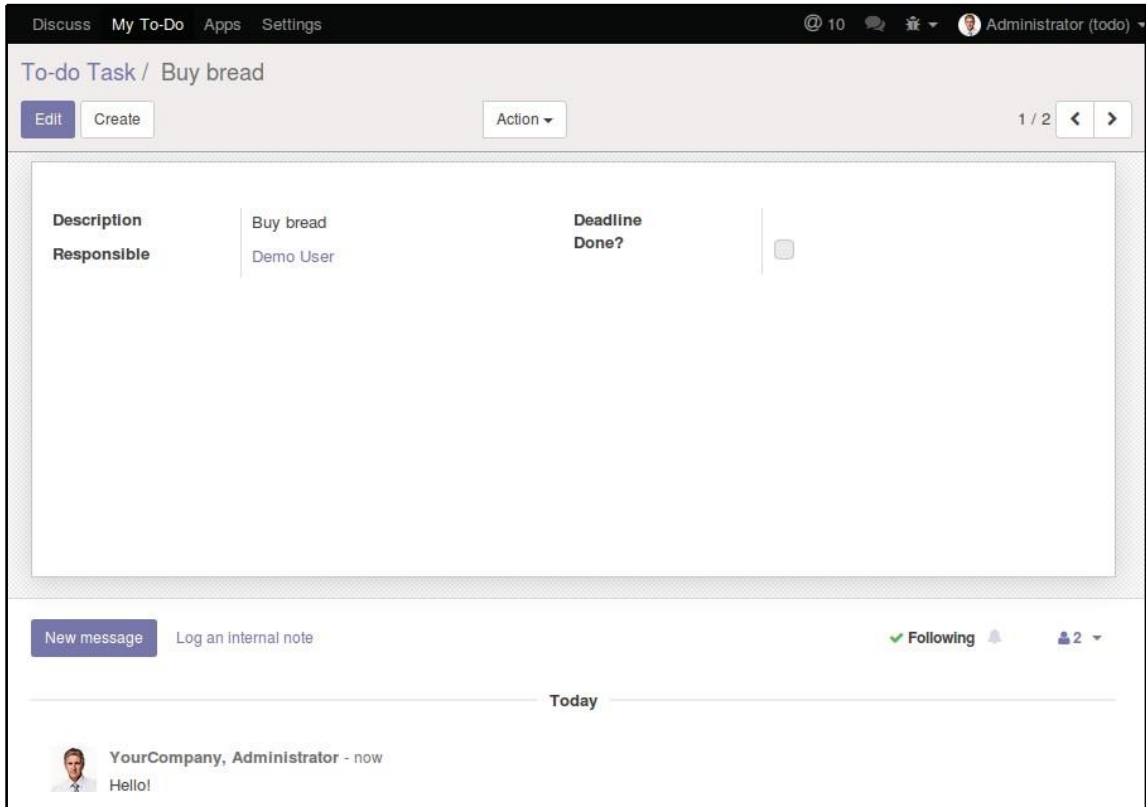 Discuss My To-Do Apps Settings @ 10 Administrator (todo)
To-do Task / Buy bread
Edit Create Action 1 / 2
Description Buy bread Deadline
Responsible Demo User Done?
New message Log an internal note Following 2
Today
YourCompany, Administrator - now
Hello!